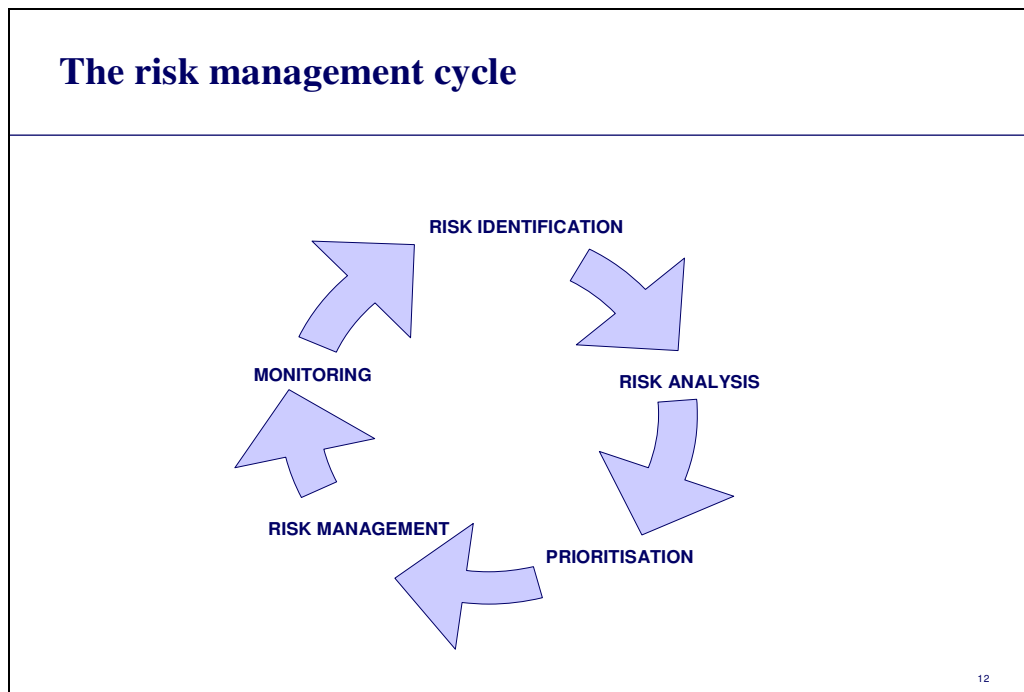 The risk management cycle
RISK IDENTIFICATION
RISK ANALYSIS
PRIORITISATION
RISK MANAGEMENT
MONITORING
12